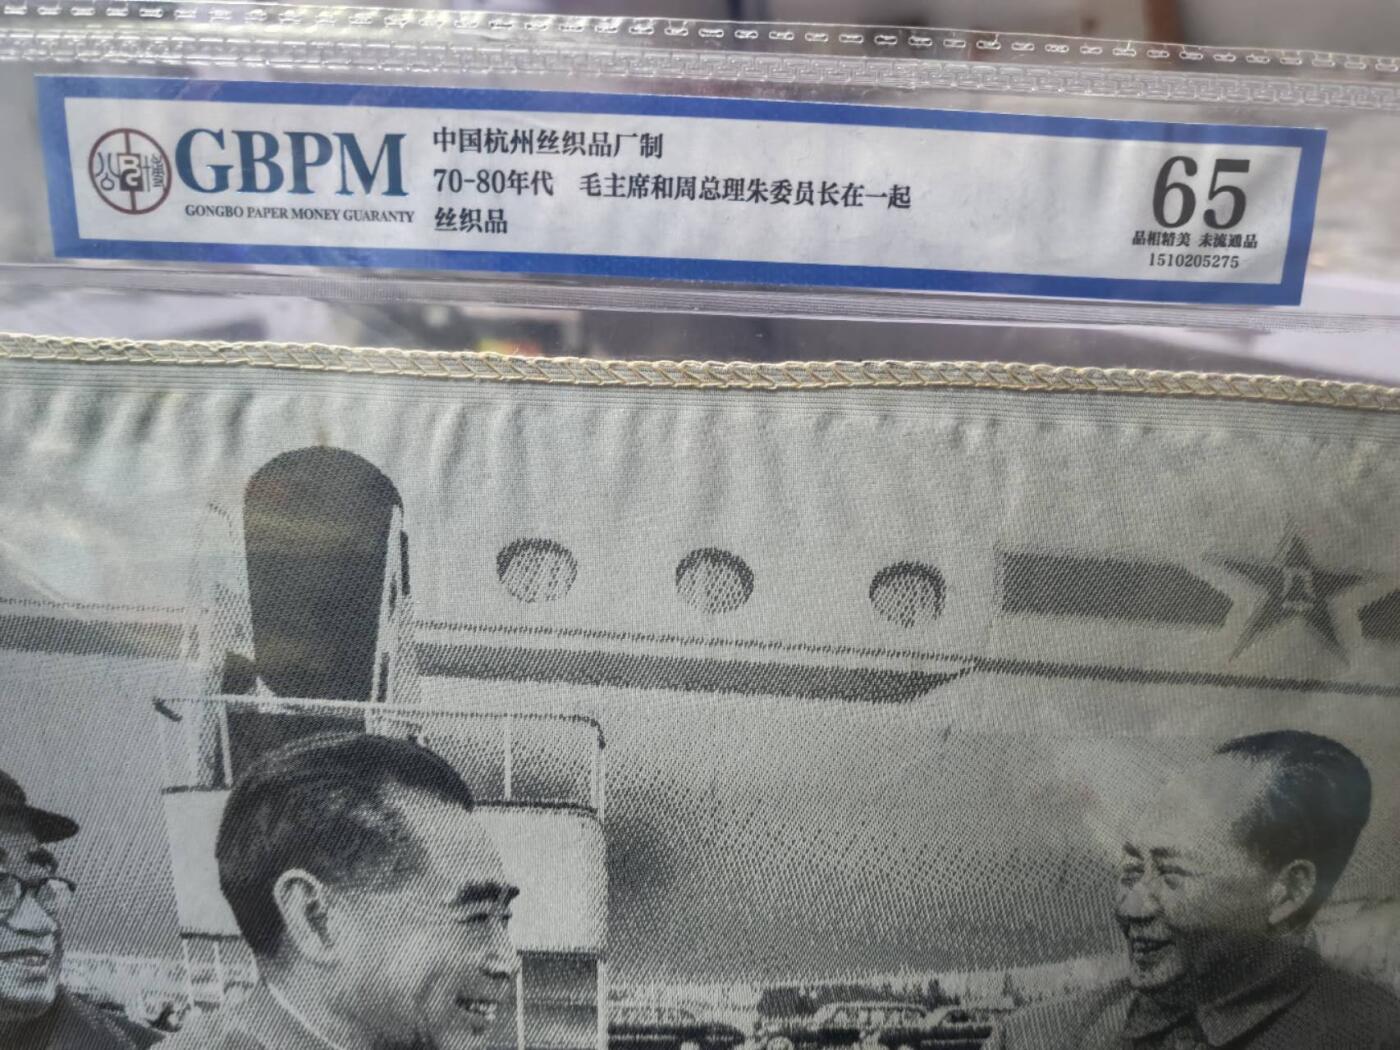 GBPM
GONGBO PAPER MONEY GUARANTY
中国杭州丝织品厂制
70-80年代 毛主席和周总理朱委员长在一起
丝织品
65
品相精美 未流通品
1510205275